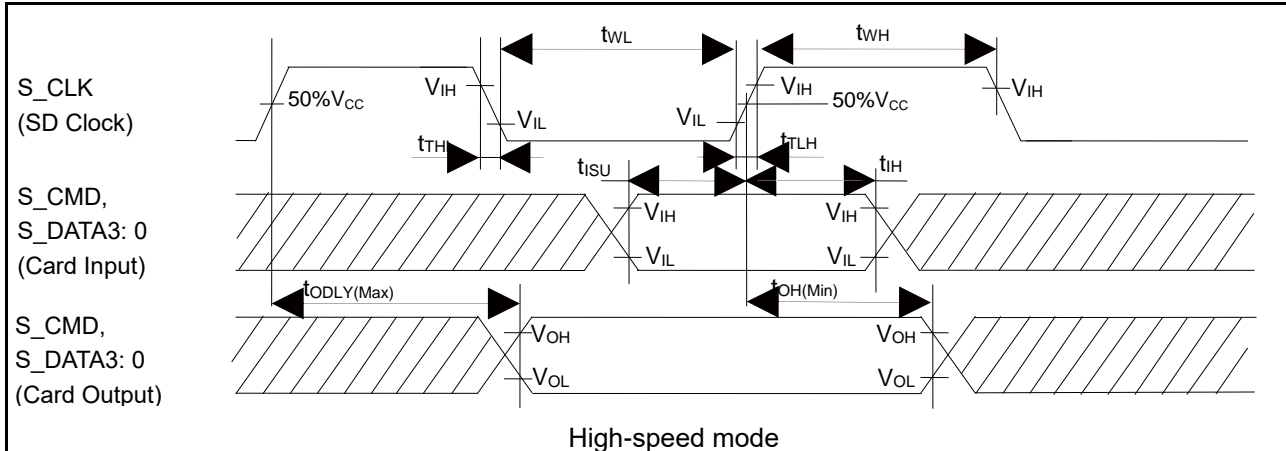 tWL
tWH
S_CLK
(SD Clock)
50%VCC
VIH
VIL
VIL
VIH
50%VCC
VIH
tTHL
tTLH
tISU
tIH
S_CMD,
S_DATA3: 0
(Card Input)
VIH
VIL
VIH
VIL
tODLY(Max)
tOH(Min)
S_CMD,
S_DATA3: 0
(Card Output)
VOH
VOL
VOH
VOL
High-speed mode